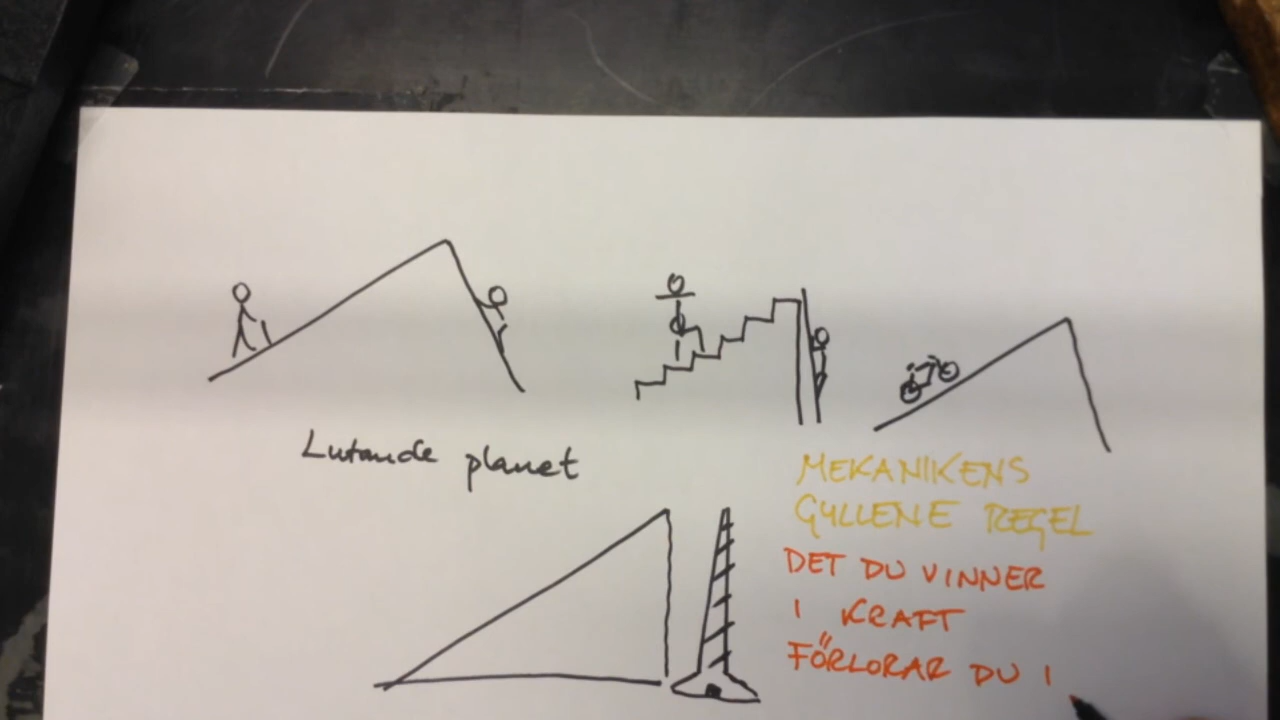 Lutande planet
MEKANIKENS
GYLLENE REGEL
DET DU VINNER
I KRAFT
FÖRLORAR DU I